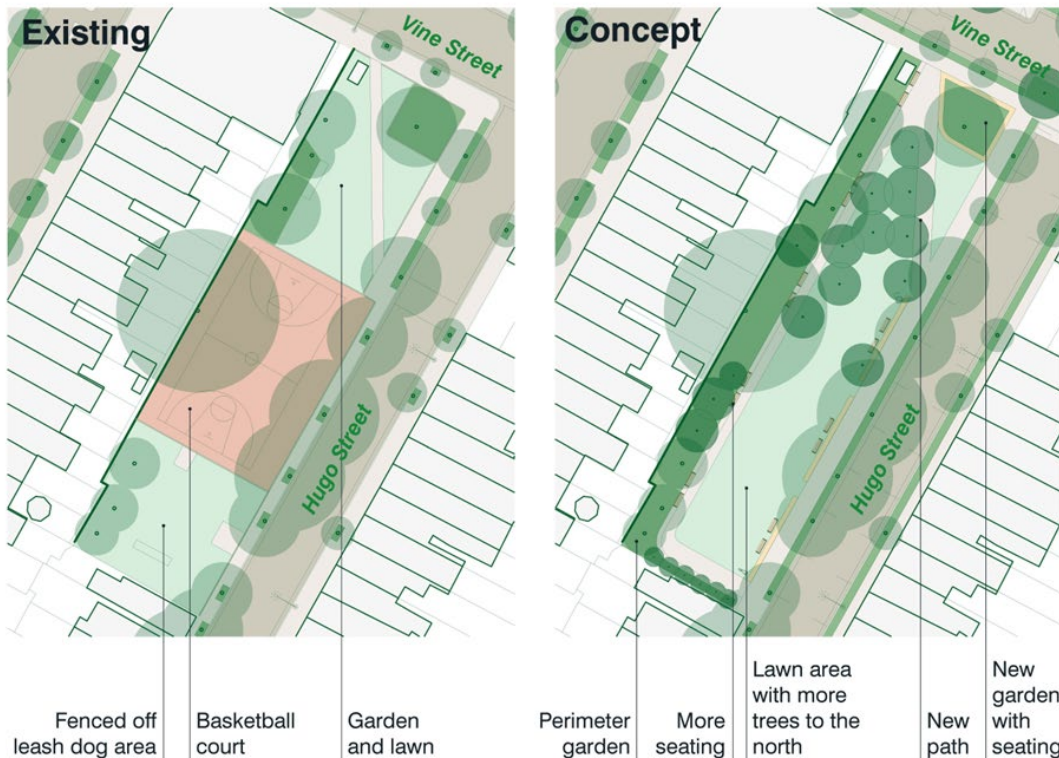 Existing
Vine Street
Hugo Street
Fenced off
leash dog area
Basketball
court
Garden
and lawn
Concept
Vine Street
Hugo Street
Perimeter
garden
More
seating
Lawn area
with more
trees to the
north
New
path
New
garden
with
seating